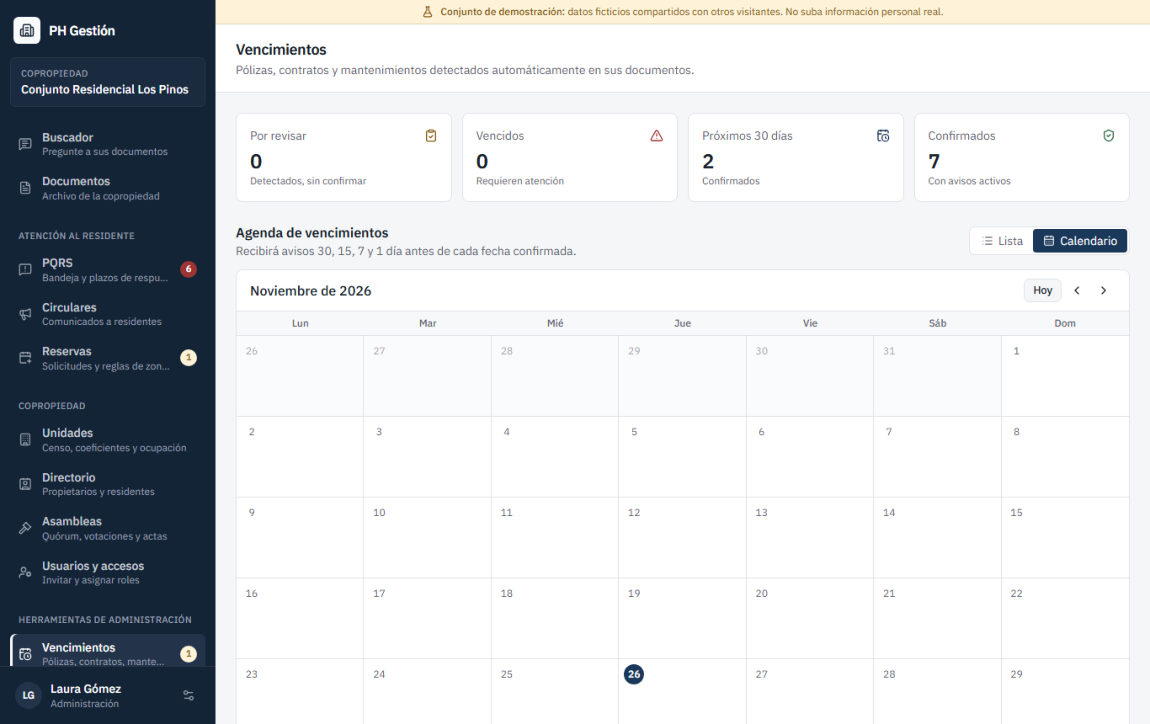 Conjunto de demostración: datos ficticios compartidos con otros visitantes. No suba información personal real.
PH Gestión
COPROPIEDAD
Conjunto Residencial Los Pinos
Buscador
Pregunte a sus documentos
Documentos
Archivo de la copropiedad
ATENCIÓN AL RESIDENTE
PQRS
Bandeja y plazos de respu...
6
Circulares
Comunicados a residentes
Reservas
Solicitudes y reglas de zon...
1
COPROPIEDAD
Unidades
Censo, coeficientes y ocupación
Directorio
Propietarios y residentes
Asambleas
Quórum, votaciones y actas
Usuarios y accesos
Invitar y asignar roles
HERRAMIENTAS DE ADMINISTRACIÓN
Vencimientos
Pólizas, contratos, mante...
1
LG
Laura Gómez
Administración
Vencimientos
Pólizas, contratos y mantenimientos detectados automáticamente en sus documentos.
Por revisar
0
Detectados, sin confirmar
Vencidos
0
Requieren atención
Próximos 30 días
2
Confirmados
Confirmados
7
Con avisos activos
Agenda de vencimientos
Recibirá avisos 30, 15, 7 y 1 día antes de cada fecha confirmada.
Lista
Calendario
Noviembre de 2026
Hoy
Lun Mar Mié Jue Vie Sáb Dom
26 27 28 29 30 31 1
2 3 4 5 6 7 8
9 10 11 12 13 14 15
16 17 18 19 20 21 22
23 24 25 26 27 28 29